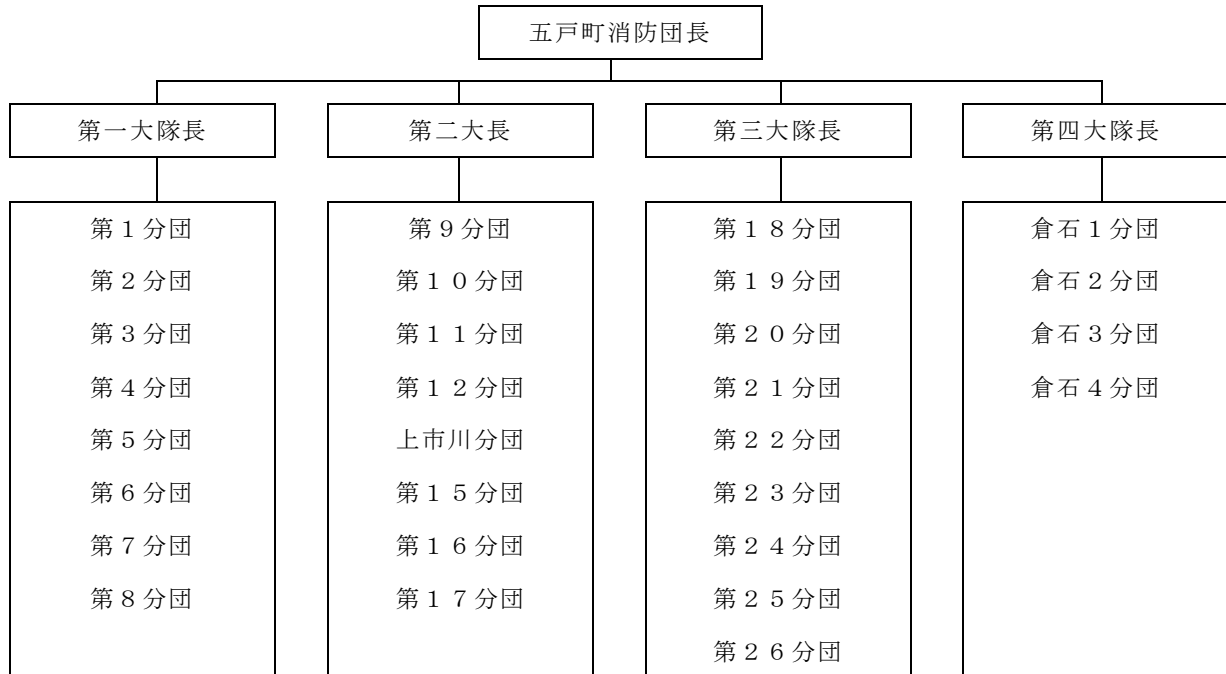 五戸町消防団長
第一大隊長
第二大長
第三大隊長
第四大隊長
第１分団
第２分団
第３分団
第４分団
第５分団
第６分団
第７分団
第８分団
第９分団
第１０分団
第１１分団
第１２分団
上市川分団
第１５分団
第１６分団
第１７分団
第１８分団
第１９分団
第２０分団
第２１分団
第２２分団
第２３分団
第２４分団
第２５分団
第２６分団
倉石１分団
倉石２分団
倉石３分団
倉石４分団